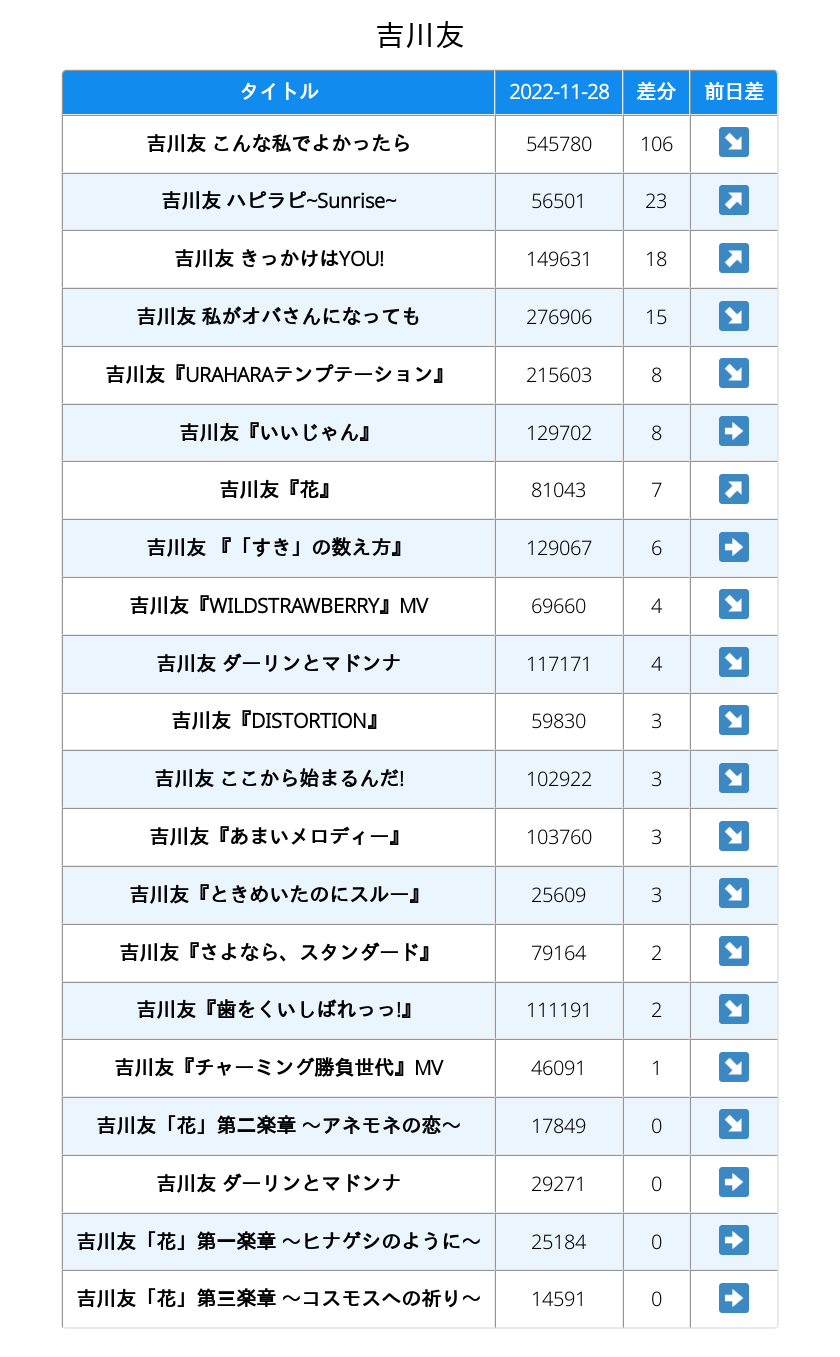 吉川友
タイトル 2022-11-28 差分 前日差
吉川友 こんな私でよかったら 545780 106 ↘
吉川友 ハピラピ~Sunrise~ 56501 23 ↗
吉川友 きっかけはYOU! 149631 18 ↗
吉川友 私がオバさんになっても 276906 15 ↘
吉川友『URAHARAテンプテーション』 215603 8 ↘
吉川友『いいじゃん』 129702 8 ➡
吉川友『花』 81043 7 ↗
吉川友 『「すき」の数え方』 129067 6 ➡
吉川友『WILDSTRAWBERRY』MV 69660 4 ↘
吉川友 ダーリンとマドンナ 117171 4 ↘
吉川友『DISTORTION』 59830 3 ↘
吉川友 ここから始まるんだ! 102922 3 ↘
吉川友『あまいメロディー』 103760 3 ↘
吉川友『ときめいたのにスルー』 25609 3 ↘
吉川友『さよなら、スタンダード』 79164 2 ↘
吉川友『歯をくいしばれっっ!』 111191 2 ↘
吉川友『チャーミング勝負世代』MV 46091 1 ↘
吉川友「花」第二楽章 ～アネモネの恋～ 17849 0 ↘
吉川友 ダーリンとマドンナ 29271 0 ➡
吉川友「花」第一楽章 ～ヒナゲシのように～ 25184 0 ➡
吉川友「花」第三楽章 ～コスモスへの祈り～ 14591 0 ➡